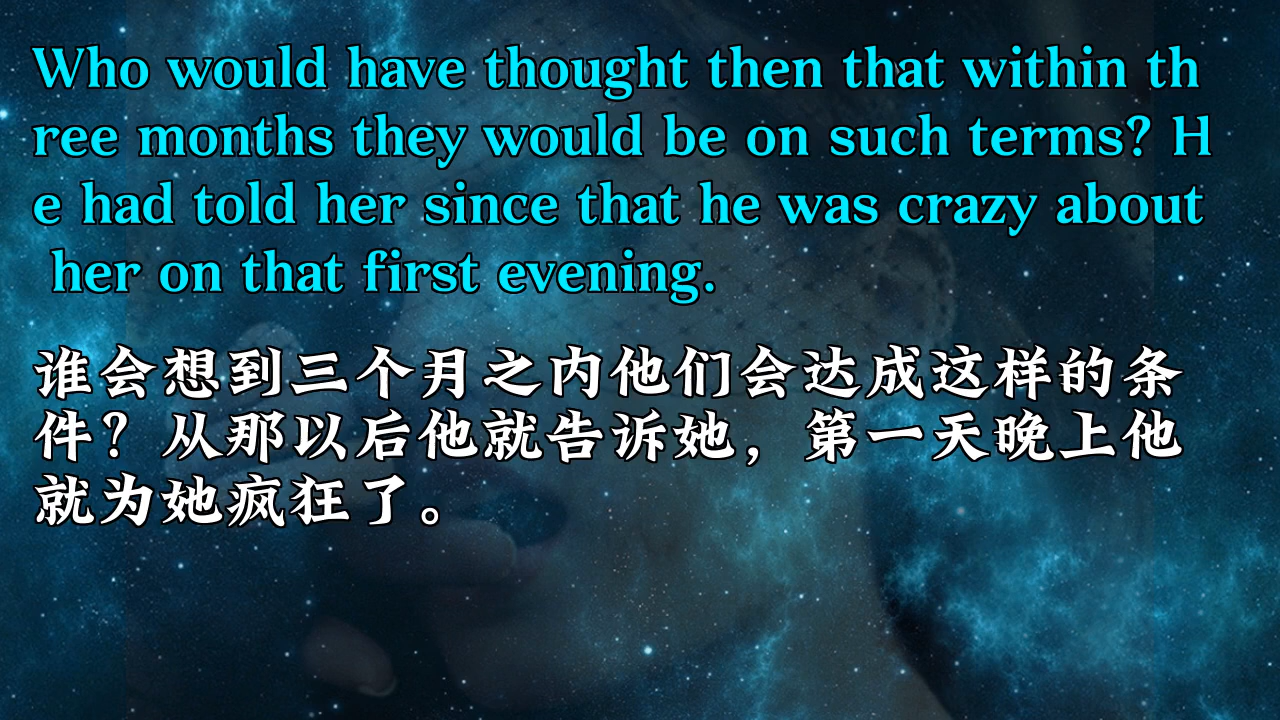 Who would have thought then that within th
ree months they would be on such terms? H
e had told her since that he was crazy about
her on that first evening.
谁会想到三个月之内他们会达成这样的条
件？从那以后他就告诉她，第一天晚上他
就为她疯狂了。